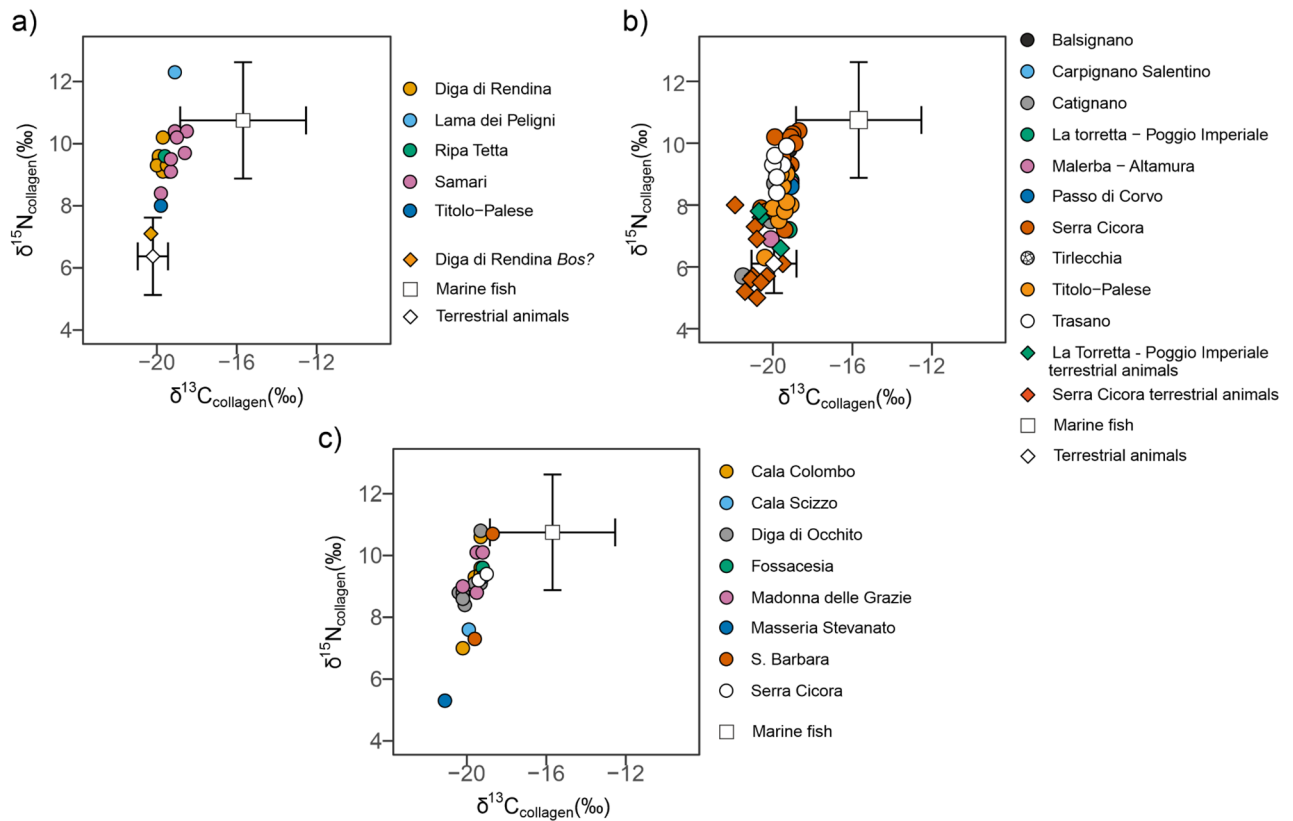 a)
12
10
8
6
4
−20
−16
−12
δ15Ncollagen(‰)
δ13Ccollagen(‰)
Diga di Rendina
Lama dei Peligni
Ripa Tetta
Samari
Titolo−Palese
Diga di Rendina Bos?
Marine fish
Terrestrial animals
b)
12
10
8
6
4
−20
−16
−12
δ15Ncollagen(‰)
δ13Ccollagen(‰)
Balsignano
Carpignano Salentino
Catignano
La torretta − Poggio Imperiale
Malerba − Altamura
Passo di Corvo
Serra Cicora
Tirlecchia
Titolo−Palese
Trasano
La Torretta - Poggio Imperiale
terrestrial animals
Serra Cicora terrestrial animals
Marine fish
Terrestrial animals
c)
12
10
8
6
4
−20
−16
−12
δ15Ncollagen(‰)
δ13Ccollagen(‰)
Cala Colombo
Cala Scizzo
Diga di Occhito
Fossacesia
Madonna delle Grazie
Masseria Stevanato
S. Barbara
Serra Cicora
Marine fish